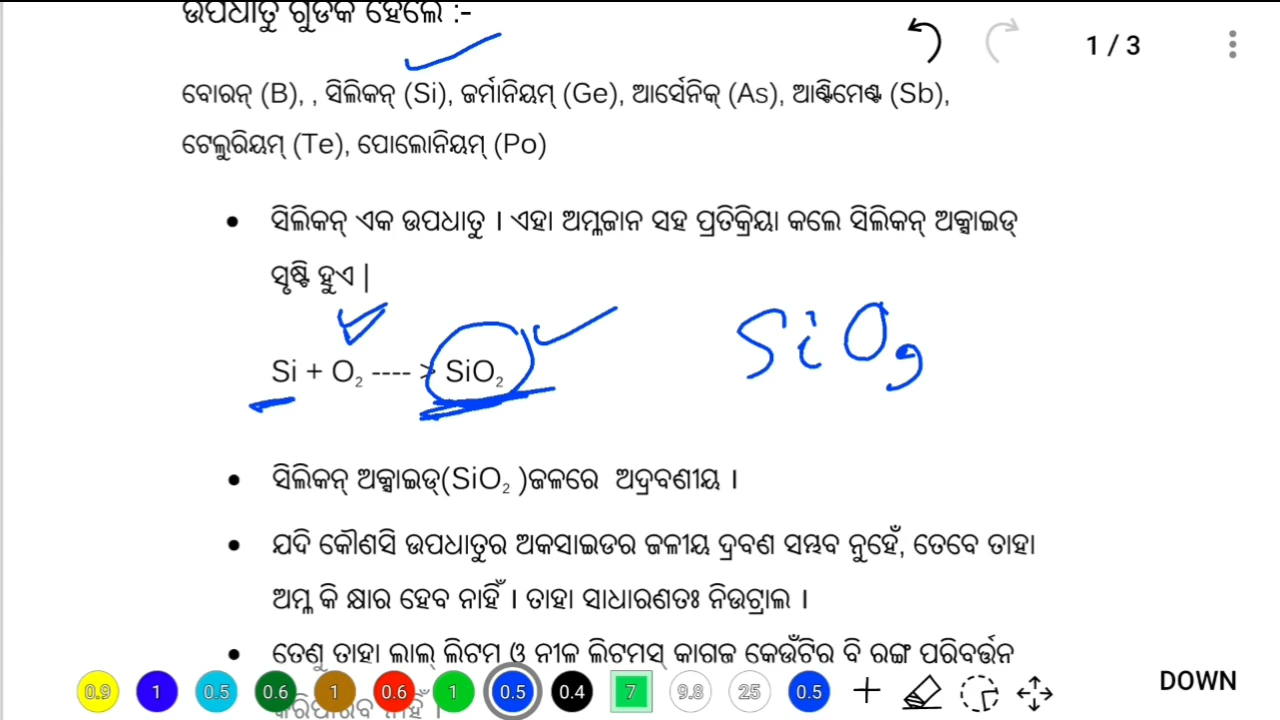 ଉପଧାତୁ ଗୁଡିକ ହେଲେ :-
1 / 3
ବୋରନ୍ (B), , ସିଲିକନ୍ (Si), ଜର୍ମାନିୟମ୍ (Ge), ଆର୍ସେନିକ୍ (As), ଆଣ୍ଟିମେଣ୍ଟ (Sb),
ଟେଲୁରିୟମ୍ (Te), ପୋଲୋନିୟମ୍ (Po)
• ସିଲିକନ୍ ଏକ ଉପଧାତୁ । ଏହା ଅମ୍ଳଜାନ ସହ ପ୍ରତିକ୍ରିୟା କଲେ ସିଲିକନ୍ ଅକ୍ସାଇଡ୍
ସୃଷ୍ଟି ହୁଏ |
Si + O₂ ---- > SiO₂
SiO
• ସିଲିକନ୍ ଅକ୍ସାଇଡ୍(SiO₂ )ଜଳରେ ଅଦ୍ରବଣୀୟ ।
• ଯଦି କୌଣସି ଉପଧାତୁର ଅକସାଇଡର ଜଳୀୟ ଦ୍ରବଣ ସମ୍ଭବ ନୁହେଁ, ତେବେ ତାହା
ଅମ୍ଳ କି କ୍ଷାର ହେବ ନାହିଁ । ତାହା ସାଧାରଣତଃ ନିଉଟ୍ରାଲ ।
• ତେଣୁ ତାହା ଲାଲ୍ ଲିଟମ ଓ ନୀଳ ଲିଟମସ୍ କାଗଜ କେଉଁଟିର ବି ରଙ୍ଗ ପରିବର୍ତ୍ତନ
0.9 1 0.5 0.6 1 0.6 1 0.5 0.4 7 9.8 25 0.5
DOWN